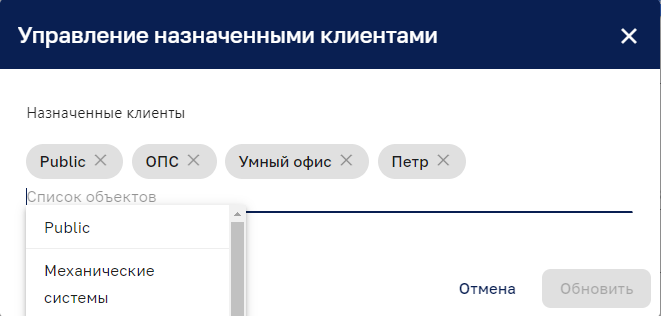 Управление назначенными клиентами
Назначенные клиенты
Public ОПС Умный офис Петр
Список объектов
Public
Механические
системы
Отмена Обновить